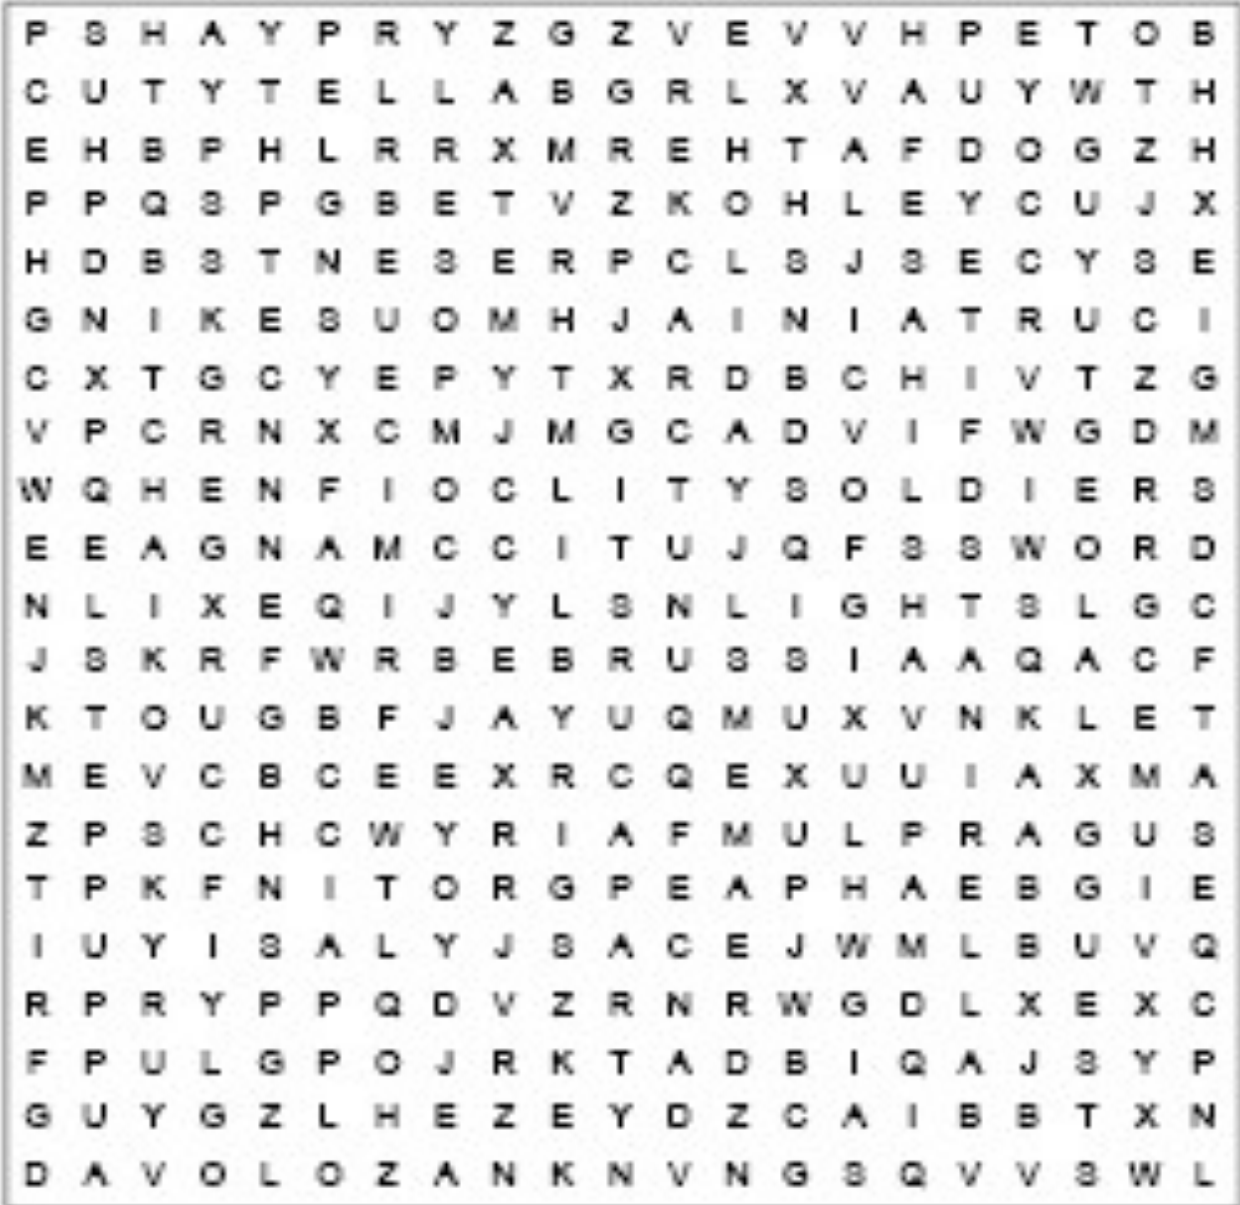 P S H A Y P R Y Z G Z V E V V H P E T O B
C U T Y T E L L A B G R L X V A U Y W T H
E H B P H L R R X M R E H T A F D O G Z H
P P Q S P G B E T V Z K O H L E Y C U J X
H D B S T N E S E R P C L S J S E C Y S E
G N I K E S U O M H J A I N I A T R U C I
C X T G C Y E P Y T X R D B C H I V T Z G
V P C R N X C M J M G C A D V I F W G D M
W Q H E N F I O C L I T Y S O L D I E R S
E E A G N A M C C I T U J Q F S S W O R D
N L I X E Q I J Y L S N L I G H T S L G C
J S K R F W R B E B R U S S I A A Q A C F
K T O U G B F J A Y U Q M U X V N K L E T
M E V C B C E E X R C Q E X U U I A X M A
Z P S C H C W Y R I A F M U L P R A G U S
T P K F N I T O R G P E A P H A E B G I E
I U Y I S A L Y J S A C E J W M L B U V Q
R P R Y P P Q D V Z R N R W G D L X E X C
F P U L G P O J R K T A D B I Q A J S Y P
G U Y G Z L H E Z E Y D Z C A I B B T X N
D A V O L O Z A N K N V N G S Q V V S W L